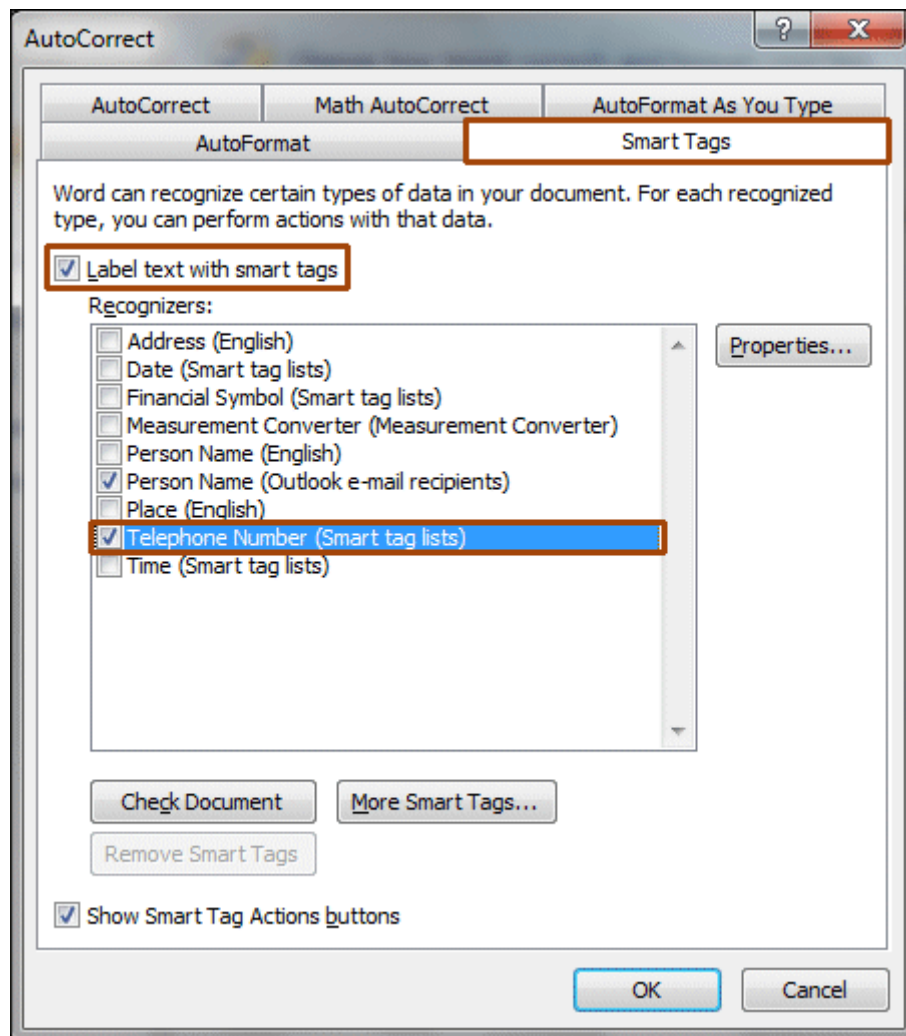 AutoCorrect
AutoCorrect
Math AutoCorrect
AutoFormat As You Type
AutoFormat
Smart Tags
Word can recognize certain types of data in your document. For each recognized
type, you can perform actions with that data.
Label text with smart tags
Recognizers:
Address (English)
Date (Smart tag lists)
Financial Symbol (Smart tag lists)
Measurement Converter (Measurement Converter)
Person Name (English)
Person Name (Outlook e-mail recipients)
Place (English)
Telephone Number (Smart tag lists)
Time (Smart tag lists)
Properties...
Check Document
More Smart Tags...
Remove Smart Tags
Show Smart Tag Actions buttons
OK
Cancel